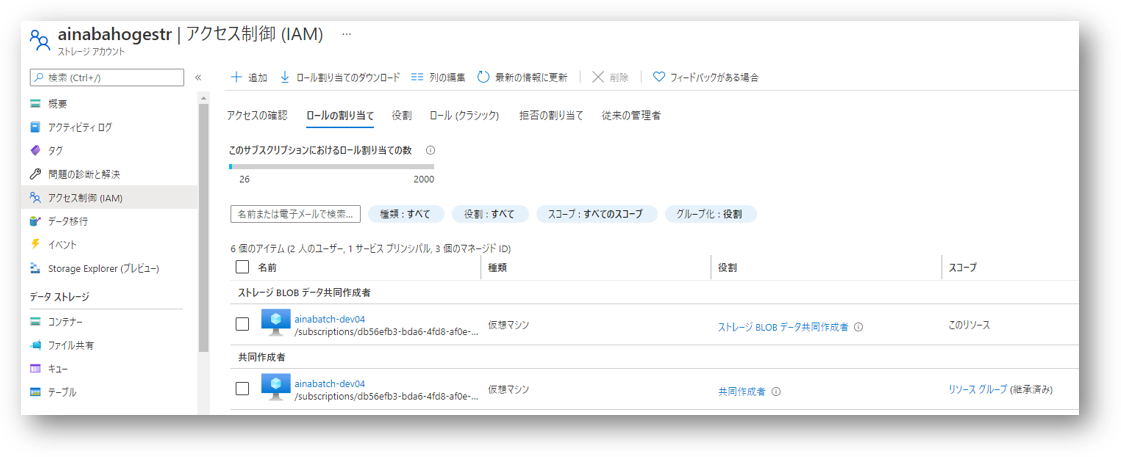 ainabahogestr | アクセス制御 (IAM) …
ストレージ アカウント
検索 (Ctrl+/)
«
概要
アクティビティ ログ
タグ
問題の診断と解決
アクセス制御 (IAM)
データ移行
イベント
Storage Explorer (プレビュー)
データ ストレージ
コンテナー
ファイル共有
キュー
テーブル
追加 ロール割り当てのダウンロード 列の編集 最新の情報に更新 削除 フィードバックがある場合
アクセスの確認 ロールの割り当て 役割 ロール (クラシック) 拒否の割り当て 従来の管理者
このサブスクリプションにおけるロール割り当ての数
26 2000
名前または電子メールで検索... 種類 : すべて 役割 : すべて スコープ : すべてのスコープ グループ化 : 役割
6 個のアイテム (2 人のユーザー, 1 サービス プリンシパル, 3 個のマネージド ID)
名前 種類 役割 スコープ
ストレージ BLOB データ共同作成者
ainabatch-dev04 仮想マシン ストレージ BLOB データ共同作成者 このリソース
/subscriptions/db56efb3-bda6-4fd8-af0e-...
共同作成者
ainabatch-dev04 仮想マシン 共同作成者 リソース グループ (継承済み)
/subscriptions/db56efb3-bda6-4fd8-af0e-...